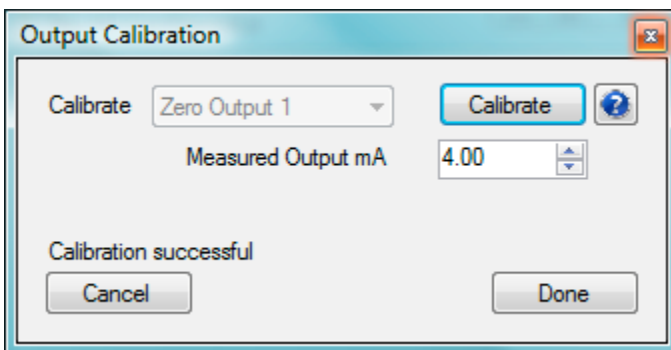 Output Calibration
Calibrate Zero Output 1 Calibrate
Measured Output mA 4.00
Calibration successful
Cancel Done